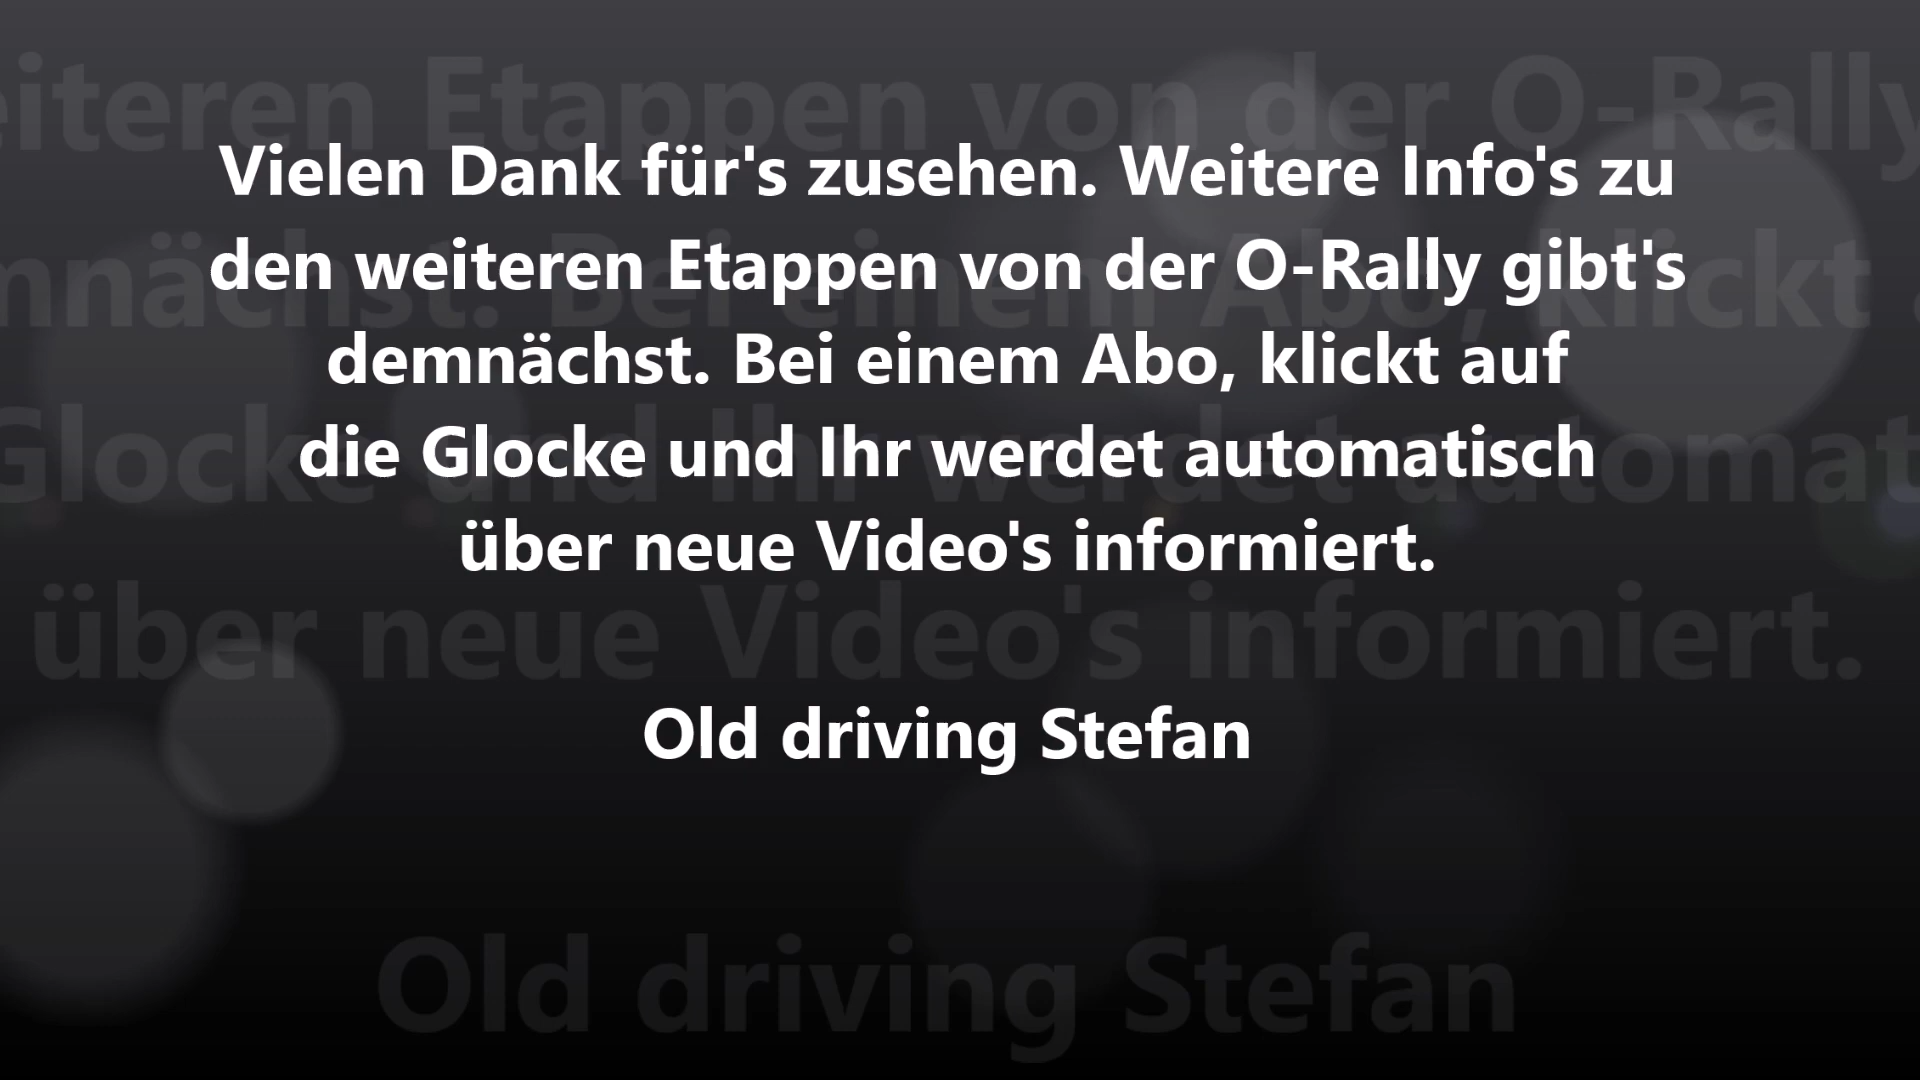 Vielen Dank für's zusehen. Weitere Info's zu
den weiteren Etappen von der O-Rally gibt's
demnächst. Bei einem Abo, klickt auf
die Glocke und Ihr werdet automatisch
über neue Video's informiert.
Old driving Stefan